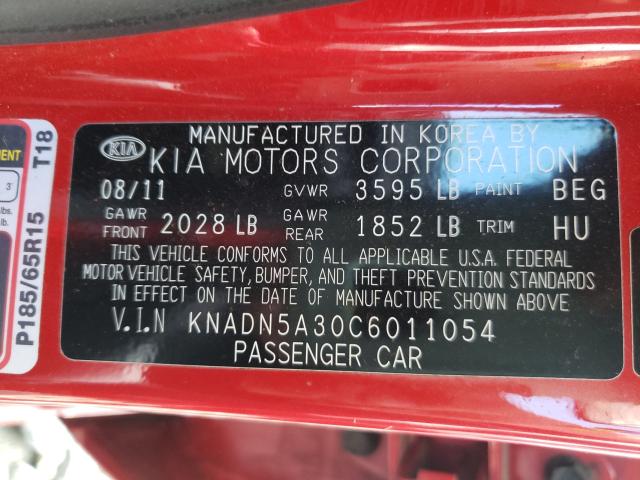 MANUFACTURED IN KOREA BY
KIA KIA MOTORS CORPORATION
08/11 GVWR 3595 LB PAINT BEG
GAWR FRONT 2028 LB GAWR REAR 1852 LB TRIM HU
THIS VEHICLE CONFORMS TO ALL APPLICABLE U.S.A. FEDERAL
MOTOR VEHICLE SAFETY, BUMPER, AND THEFT PREVENTION STANDARDS
IN EFFECT ON THE DATE OF MANUFACTURE SHOWN ABOVE
V.I.N KNADN5A30C6011054
PASSENGER CAR
P185/65R15 T18
3
lbs.